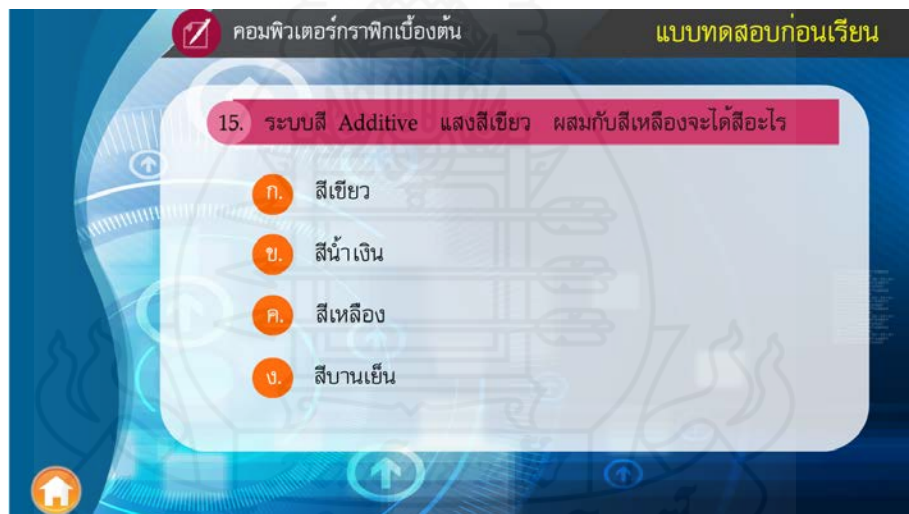 คอมพิวเตอร์กราฟิกเบื้องต้น
แบบทดสอบก่อนเรียน
15. ระบบสี Additive แสงสีเขียว ผสมกับสีเหลืองจะได้สีอะไร
ก. สีเขียว
ข. สีน้ำเงิน
ค. สีเหลือง
ง. สีบานเย็น